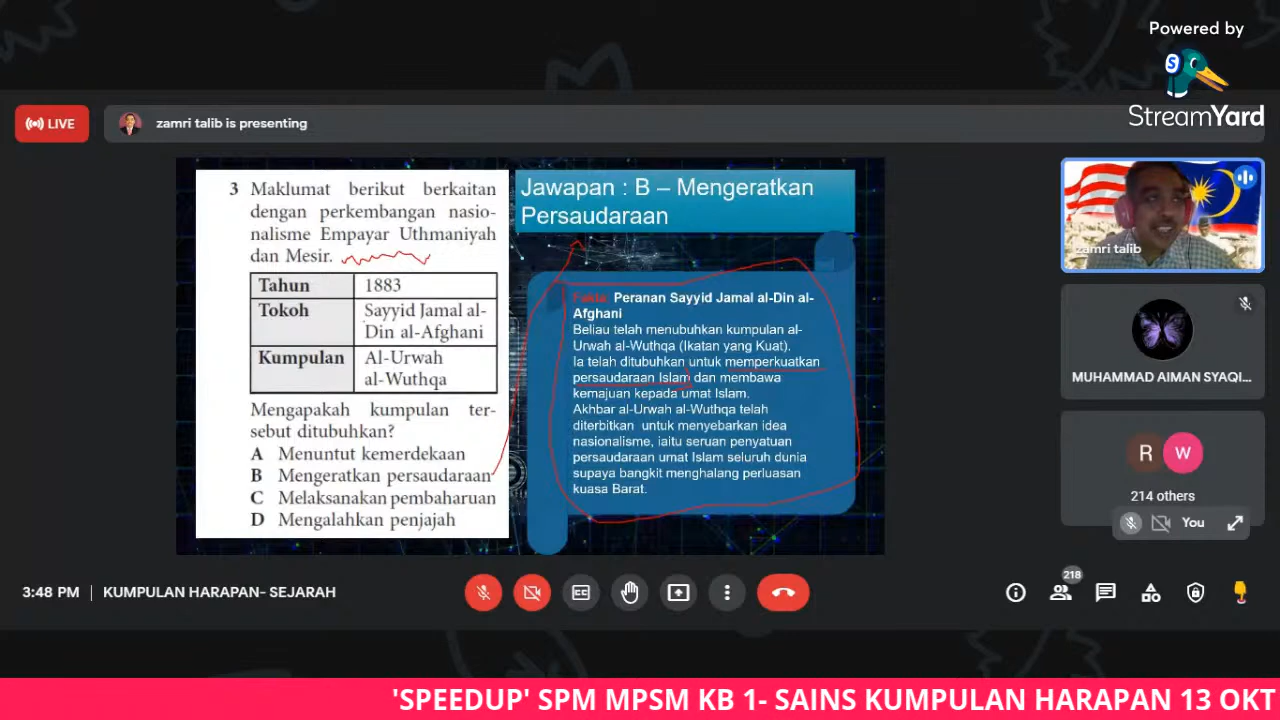 Powered by
S
StreamYard
LIVE
zamri talib is presenting
3 Maklumat berikut berkaitan
dengan perkembangan nasio-
nalisme Empayar Uthmaniyah
dan Mesir.
Tahun 1883
Tokoh Sayyid Jamal al-
Din al-Afghani
Kumpulan Al-Urwah
al-Wuthqa
Mengapakah kumpulan ter-
sebut ditubuhkan?
A Menuntut kemerdekaan
B Mengeratkan persaudaraan
C Melaksanakan pembaharuan
D Mengalahkan penjajah
Jawapan : B – Mengeratkan
Persaudaraan
Fakta: Peranan Sayyid Jamal al-Din al-
Afghani
Beliau telah menubuhkan kumpulan al-
Urwah al-Wuthqa (Ikatan yang Kuat).
Ia telah ditubuhkan untuk memperkuatkan
persaudaraan Islam dan membawa
kemajuan kepada umat Islam.
Akhbar al-Urwah al-Wuthqa telah
diterbitkan untuk menyebarkan idea
nasionalisme, iaitu seruan penyatuan
persaudaraan umat Islam seluruh dunia
supaya bangkit menghalang perluasan
kuasa Barat.
zamri talib
MUHAMMAD AIMAN SYAQI...
R W
214 others
You
3:48 PM | KUMPULAN HARAPAN- SEJARAH
218
'SPEEDUP' SPM MPSM KB 1- SAINS KUMPULAN HARAPAN 13 OKT